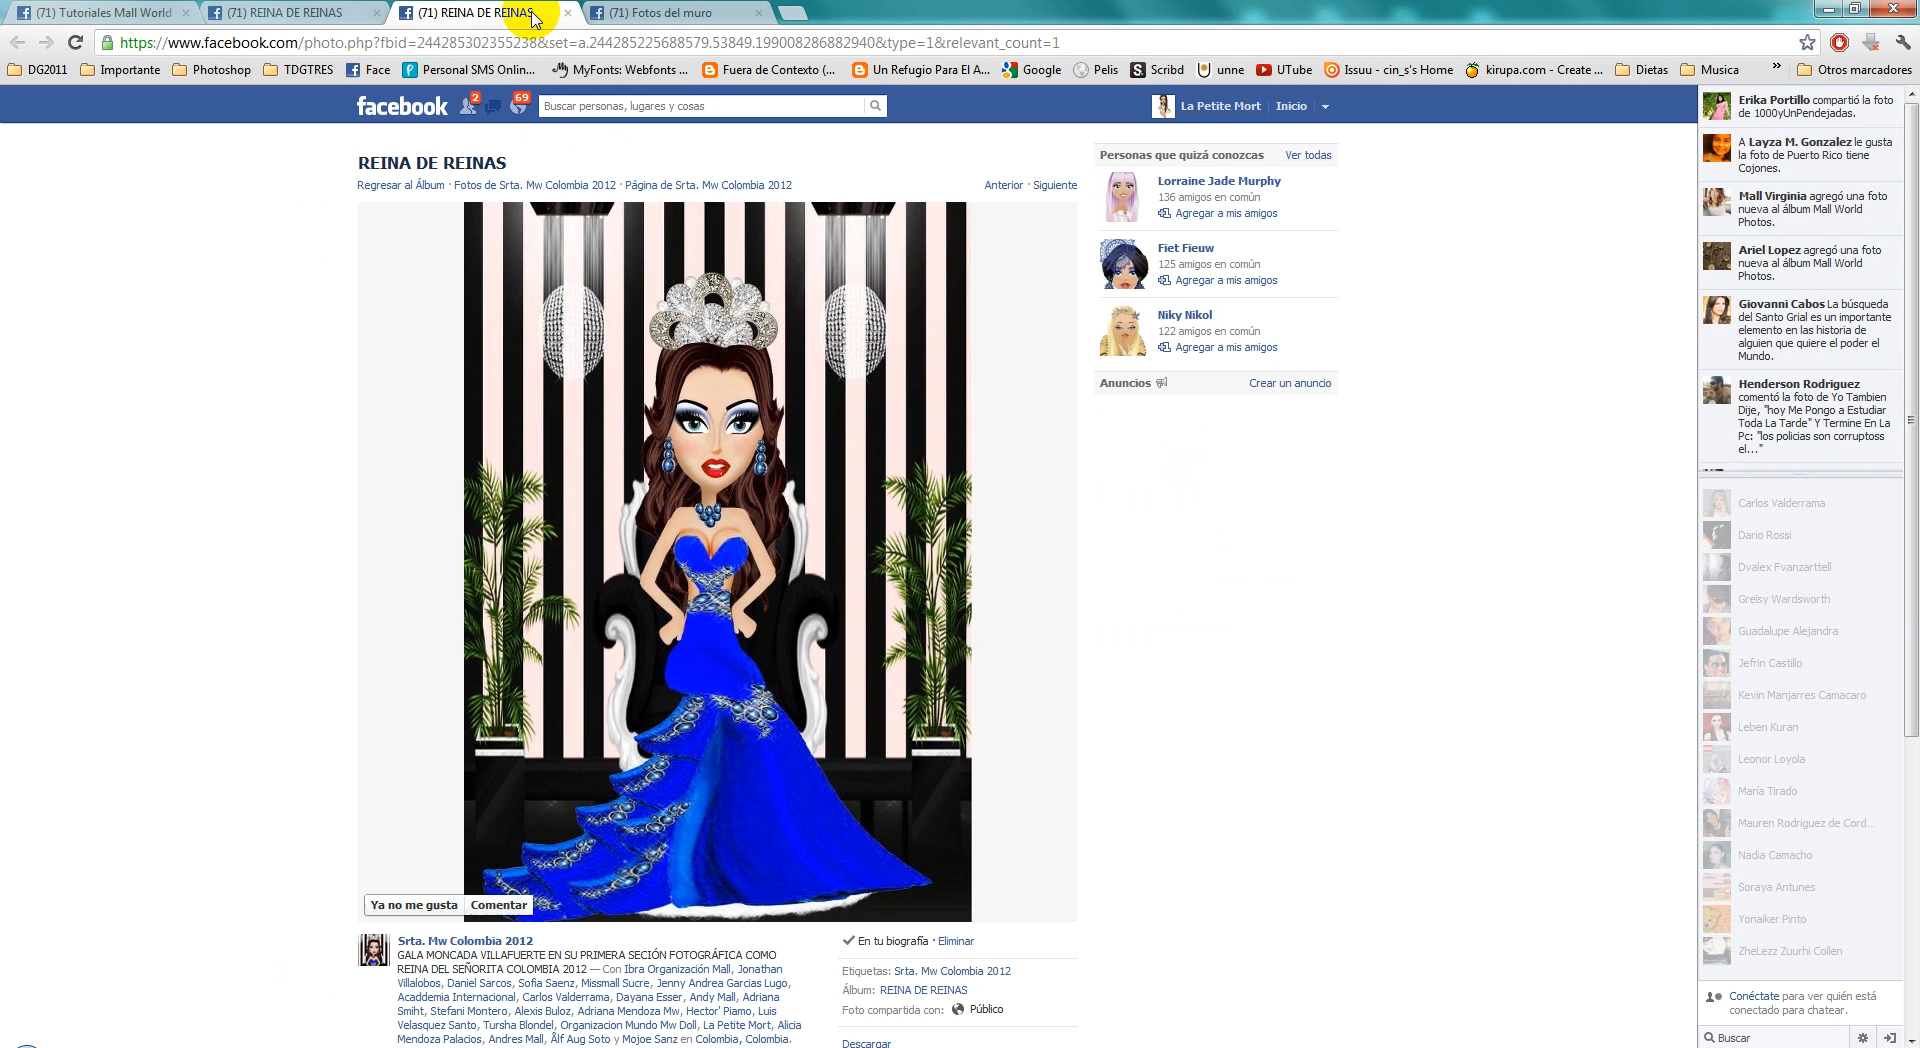 (71) Tutoriales Mall World
(71) REINA DE REINAS
(71) REINA DE REINAS
(71) Fotos del muro
https://www.facebook.com/photo.php?fbid=244285302355238&set=a.244285225688579.53849.199008286882940&type=1&relevant_count=1
DG2011
Importante
Photoshop
TDGTRES
Face
Personal SMS Onlin...
MyFonts: Webfonts ...
Fuera de Contexto (...
Un Refugio Para El A...
Google
Pelis
Scribd
unne
UTube
Issuu - cin_s's Home
kirupa.com - Create ...
Dietas
Musica
»
Otros marcadores
facebook
2
69
Buscar personas, lugares y cosas
La Petite Mort
Inicio
REINA DE REINAS
Regresar al Álbum · Fotos de Srta. Mw Colombia 2012 · Página de Srta. Mw Colombia 2012
Anterior · Siguiente
Ya no me gusta
Comentar
Srta. Mw Colombia 2012
GALA MONCADA VILLAFUERTE EN SU PRIMERA SECIÓN FOTOGRÁFICA COMO
REINA DEL SEÑORITA COLOMBIA 2012 — Con Ibra Organización Mall, Jonathan
Villalobos, Daniel Sarcos, Sofia Saenz, Missmall Sucre, Jenny Andrea Garcias Lugo,
Acaddemia Internacional, Carlos Valderrama, Dayana Esser, Andy Mall, Adriana
Smiht, Stefani Montero, Alexis Buloz, Adriana Mendoza Mw, Hector' Piamo, Luis
Velasquez Santo, Tursha Blondel, Organizacion Mundo Mw Doll, La Petite Mort, Alicia
Mendoza Palacios, Andres Mall, Ålf Aug Soto y Mojoe Sanz en Colombia, Colombia.
En tu biografía · Eliminar
Etiquetas: Srta. Mw Colombia 2012
Álbum: REINA DE REINAS
Foto compartida con: Público
Descargar
Personas que quizá conozcas
Ver todas
Lorraine Jade Murphy
136 amigos en común
Agregar a mis amigos
Fiet Fieuw
125 amigos en común
Agregar a mis amigos
Niky Nikol
122 amigos en común
Agregar a mis amigos
Anuncios
Crear un anuncio
Erika Portillo compartió la foto
de 1000yUnPendejadas.
A Layza M. Gonzalez le gusta
la foto de Puerto Rico tiene
Cojones.
Mall Virginia agregó una foto
nueva al álbum Mall World
Photos.
Ariel Lopez agregó una foto
nueva al álbum Mall World
Photos.
Giovanni Cabos La búsqueda
del Santo Grial es un importante
elemento en las historia de
alguien que quiere el poder el
Mundo.
Henderson Rodriguez
comentó la foto de Yo Tambien
Dije, "hoy Me Pongo a Estudiar
Toda La Tarde" Y Termine En La
Pc: "los policias son corruptoss
el..."
Carlos Valderrama
Dario Rossi
Dvalex Fvanzarttell
Greisy Wardsworth
Guadalupe Alejandra
Jefrin Castillo
Kevin Manjarres Camacaro
Leben Kuran
Leonor Loyola
María Tirado
Mauren Rodriguez de Cord...
Nadia Camacho
Soraya Antunes
Yonaiker Pinto
ZheLezz Zuurhi Collen
Conéctate para ver quién está
conectado para chatear.
Buscar